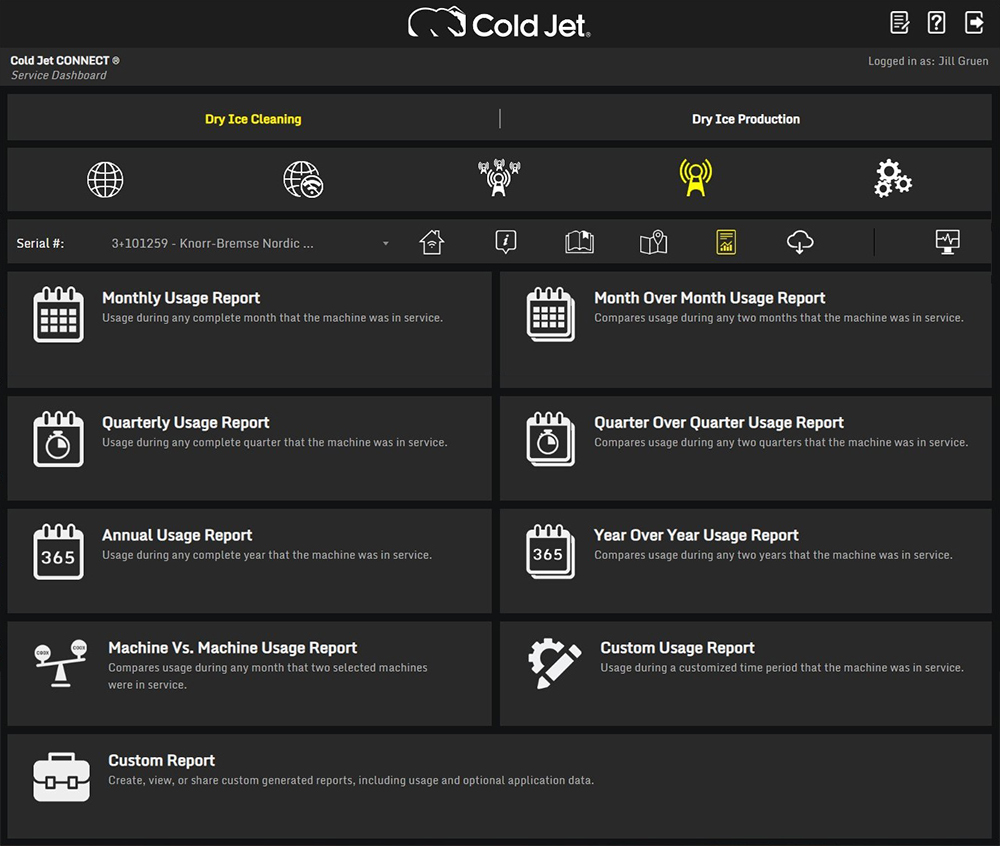 Cold Jet®
Cold Jet CONNECT ®
Service Dashboard
Logged in as: Jill Gruen
Dry Ice Cleaning
Dry Ice Production
Serial #:
3+101259 - Knorr-Bremse Nordic ...
Monthly Usage Report
Usage during any complete month that the machine was in service.
Month Over Month Usage Report
Compares usage during any two months that the machine was in service.
Quarterly Usage Report
Usage during any complete quarter that the machine was in service.
Quarter Over Quarter Usage Report
Compares usage during any two quarters that the machine was in service.
365
Annual Usage Report
Usage during any complete year that the machine was in service.
365
Year Over Year Usage Report
Compares usage during any two years that the machine was in service.
Machine Vs. Machine Usage Report
Compares usage during any month that two selected machines
were in service.
Custom Usage Report
Usage during a customized time period that the machine was in service.
Custom Report
Create, view, or share custom generated reports, including usage and optional application data.